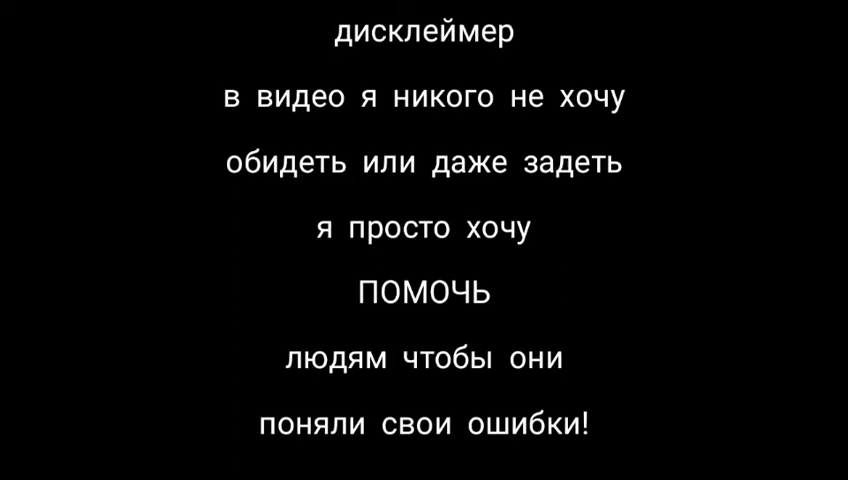 дисклеймер
в видео я никого не хочу
обидеть или даже задеть
я просто хочу
ПОМОЧЬ
людям чтобы они
поняли свои ошибки!